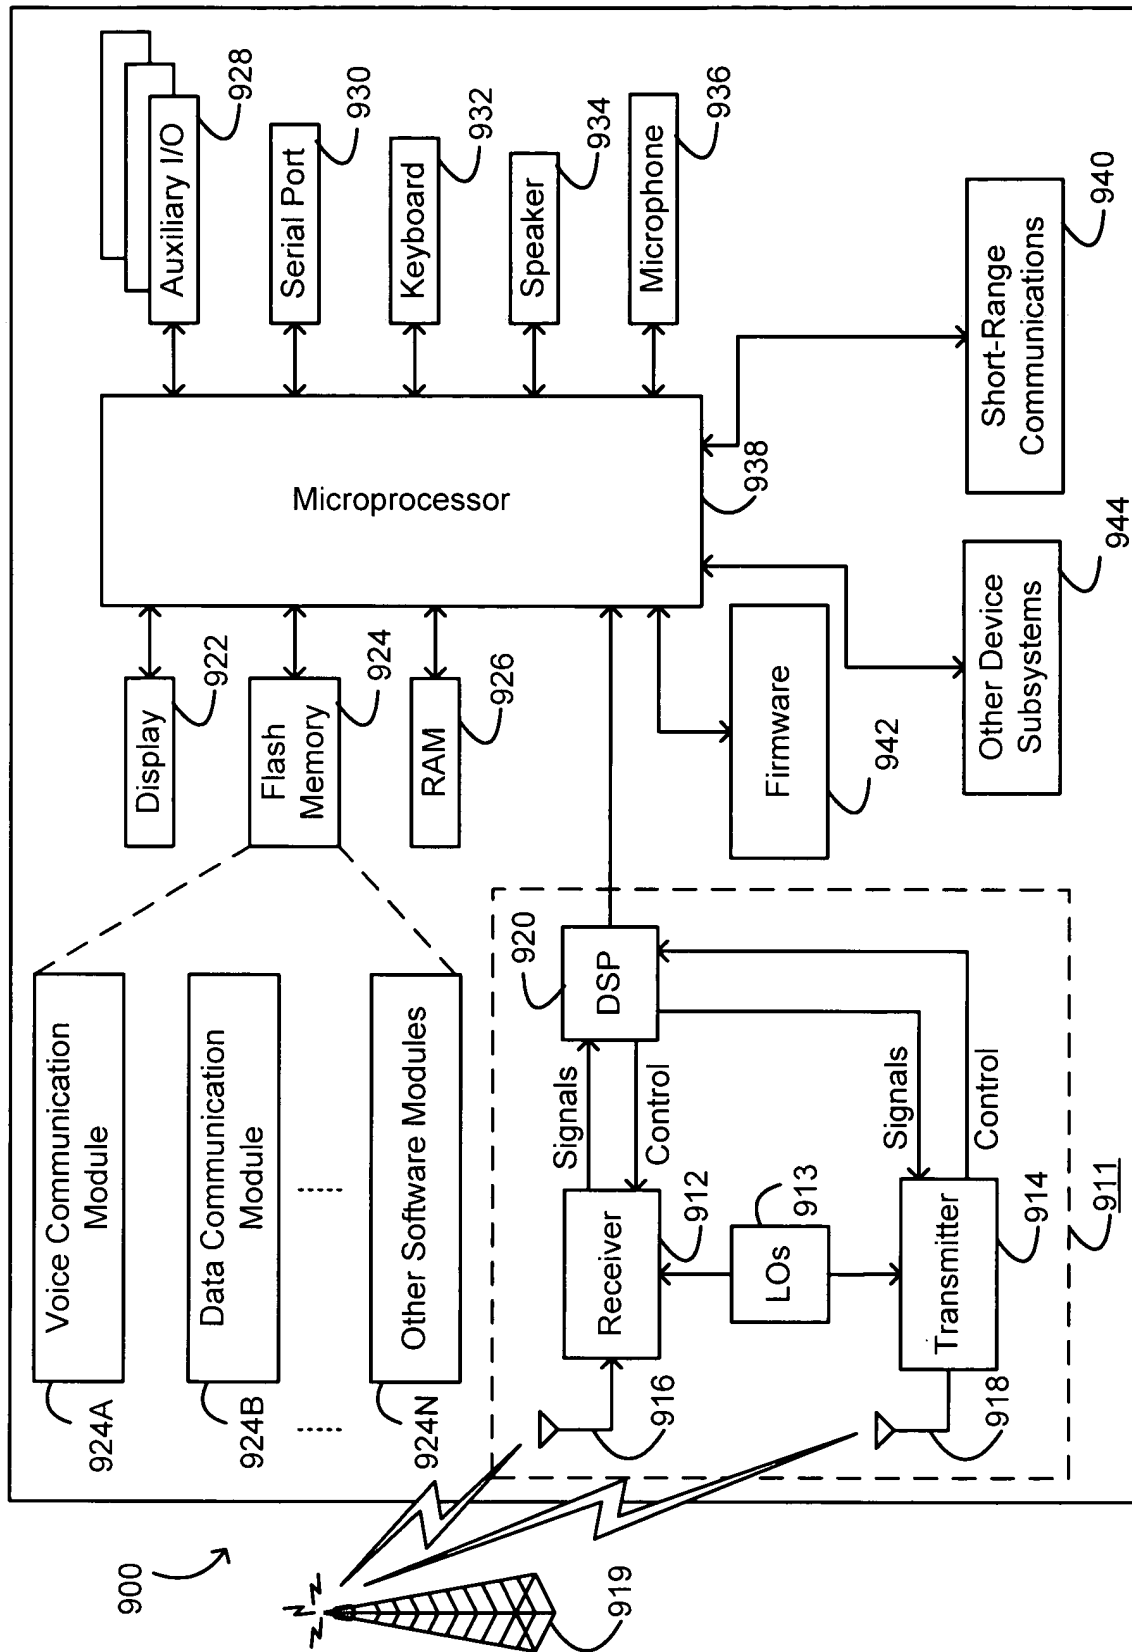 900
919
Voice Communication
Module
924A
Data Communication
Module
924B
Other Software Modules
924N
Display
922
Flash
Memory
924
RAM
926
Microprocessor
938
Auxiliary I/O
928
Serial Port
930
Keyboard
932
Speaker
934
Microphone
936
Short-Range
Communications
940
Other Device
Subsystems
944
Firmware
942
DSP
920
Signals
Control
Receiver
912
916
LOs
913
Signals
Control
Transmitter
914
918
911